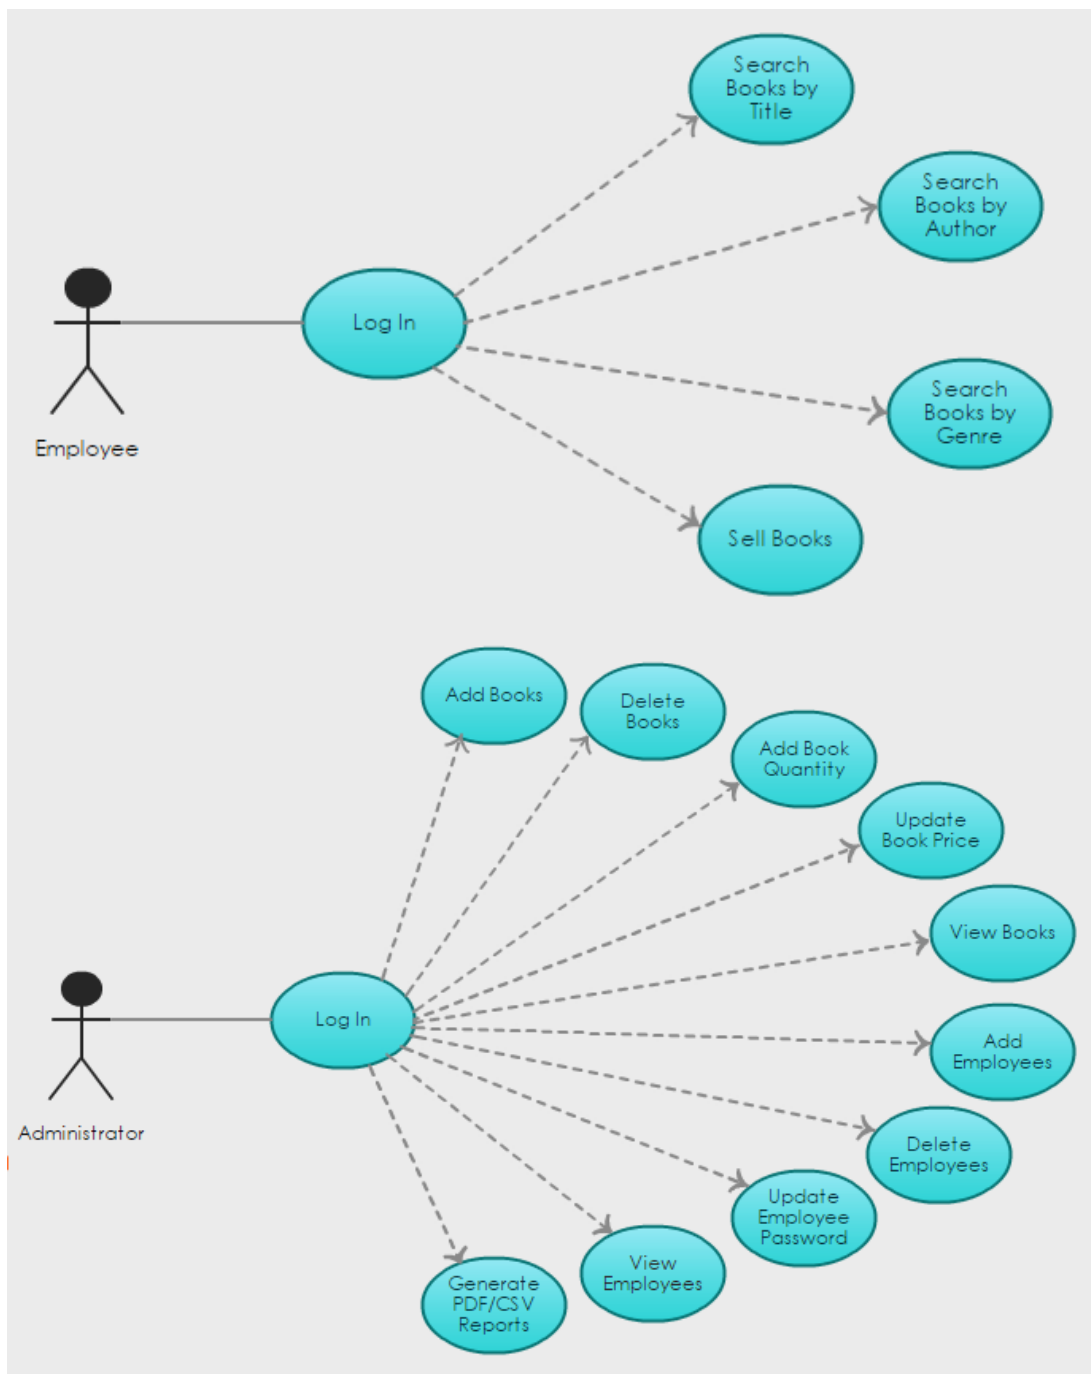 Search
Books by
Title
Search
Books by
Author
Log In
Employee
Search
Books by
Genre
Sell Books
Add Books
Delete
Books
Add Book
Quantity
Update
Book Price
View Books
Log In
Administrator
Add
Employees
Delete
Employees
Update
Employee
Password
View
Employees
Generate
PDF/CSV
Reports